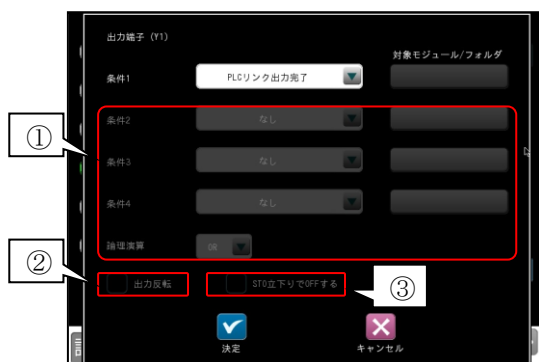 出力端子 (Y1)
対象モジュール/フォルダ
条件1 PLCリンク出力完了
① 条件2 なし
条件3 なし
条件4 なし
論理演算 OR
② 出力反転 STO立下りでOFFする ③
決定 キャンセル